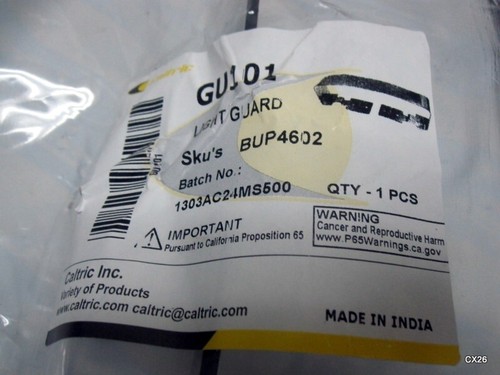 Caltric
GU101
LIGHT GUARD
Sku's BUP4602
Batch No.:
1303AC24MS500
QTY - 1 PCS
IMPORTANT
Pursuant to California Proposition 65
WARNING
Cancer and Reproductive Harm
www.P65Warnings.ca.gov
Caltric Inc.
Variety of Products
www.caltric.com caltric@caltric.com
MADE IN INDIA
CX26